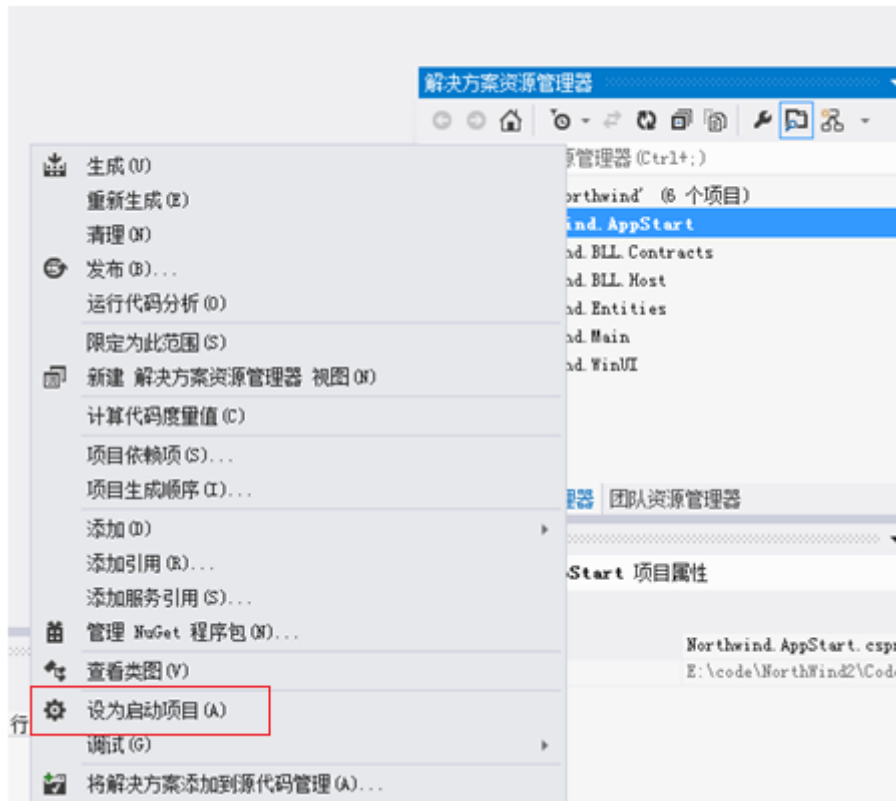 解决方案资源管理器
源管理器(Ctrl+;)
orthwind' (6 个项目)
ind.AppStart
nd.BLL.Contracts
nd.BLL.Host
nd.Entities
nd.Main
nd.WinUI
理器 团队资源管理器
Start 项目属性
Northwind.AppStart.csp
E:\code\NorthWind2\Code
生成(U)
重新生成(E)
清理(N)
发布(B)...
运行代码分析(O)
限定为此范围(S)
新建 解决方案资源管理器 视图(N)
计算代码度量值(C)
项目依赖项(S)...
项目生成顺序(I)...
添加(D)
添加引用(R)...
添加服务引用(S)...
管理 NuGet 程序包(N)...
查看类图(V)
设为启动项目(A)
调试(G)
将解决方案添加到源代码管理(A)...
行